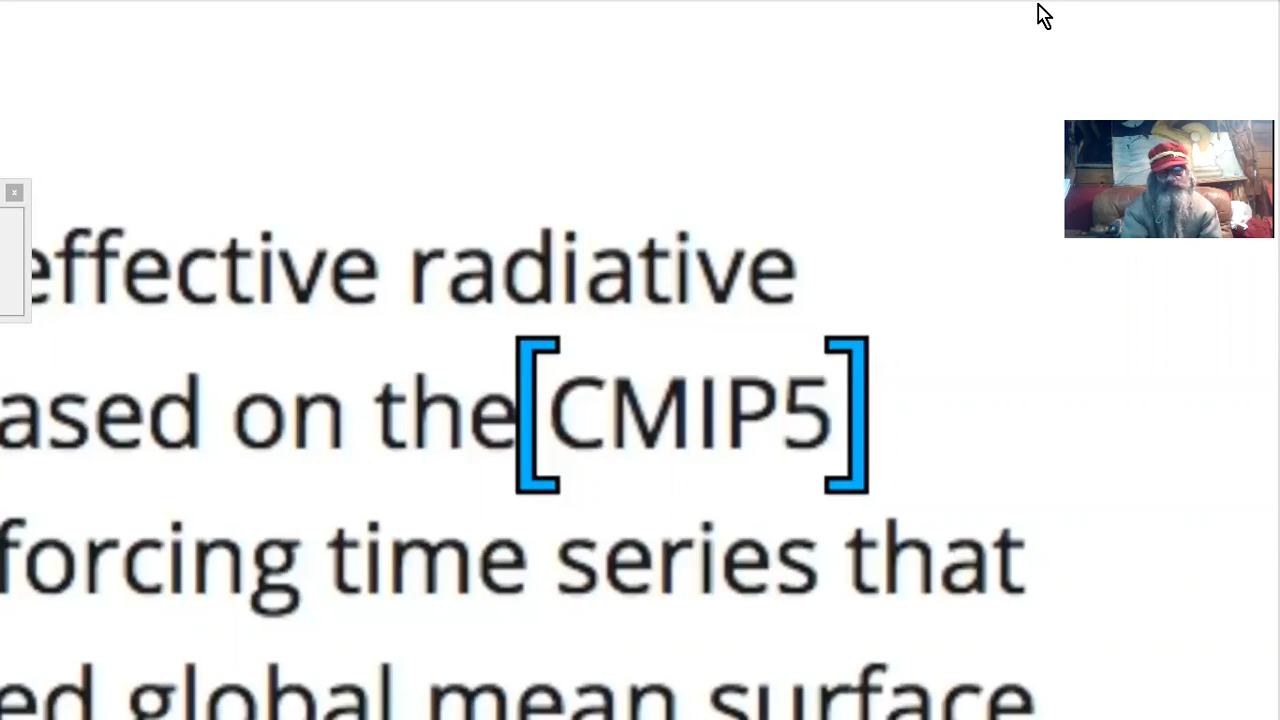 effective radiative
ased on the [CMIP5]
forcing time series that
ed global mean surface